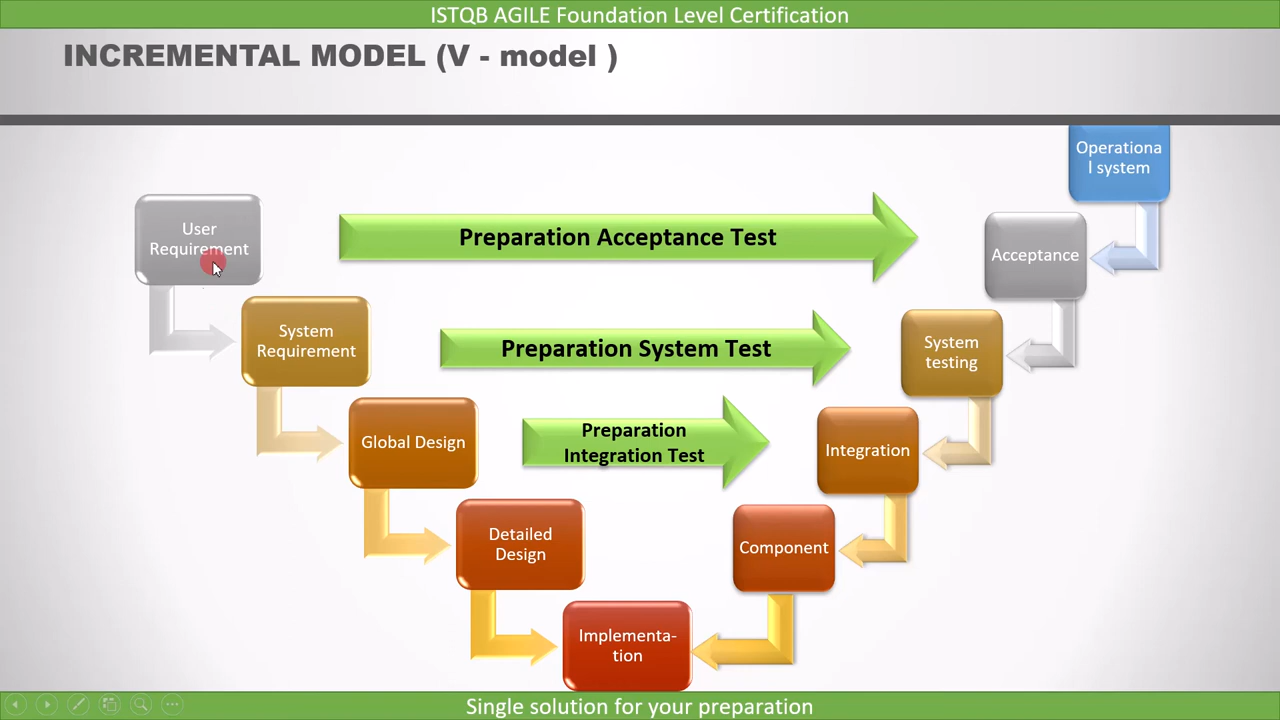 ISTQB AGILE Foundation Level Certification
INCREMENTAL MODEL (V - model )
Operationa
l system
User
Requirement
Preparation Acceptance Test
Acceptance
System
Requirement
Preparation System Test
System
testing
Global Design
Preparation
Integration Test
Integration
Detailed
Design
Component
Implementa-
tion
Single solution for your preparation